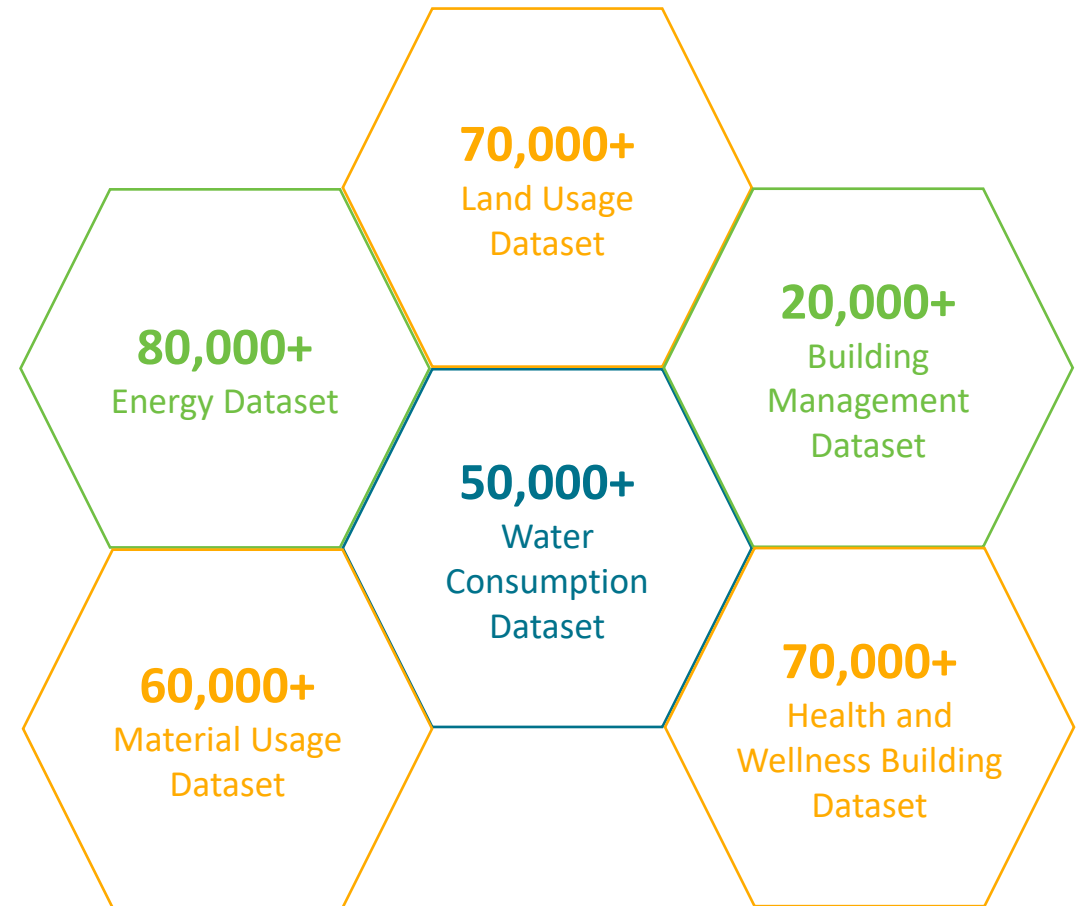 70,000+
Land Usage
Dataset
80,000+
Energy Dataset
20,000+
Building
Management
Dataset
50,000+
Water
Consumption
Dataset
60,000+
Material Usage
Dataset
70,000+
Health and
Wellness Building
Dataset